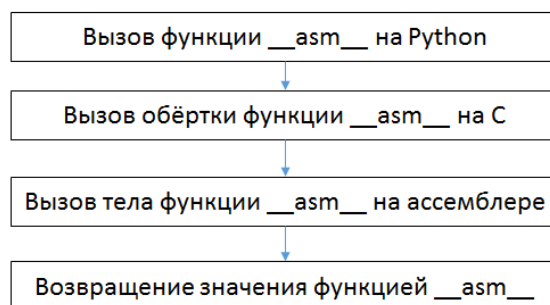 Вызов функции __asm__ на Python
Вызов обёртки функции __asm__ на C
Вызов тела функции __asm__ на ассемблере
Возвращение значения функцией __asm__